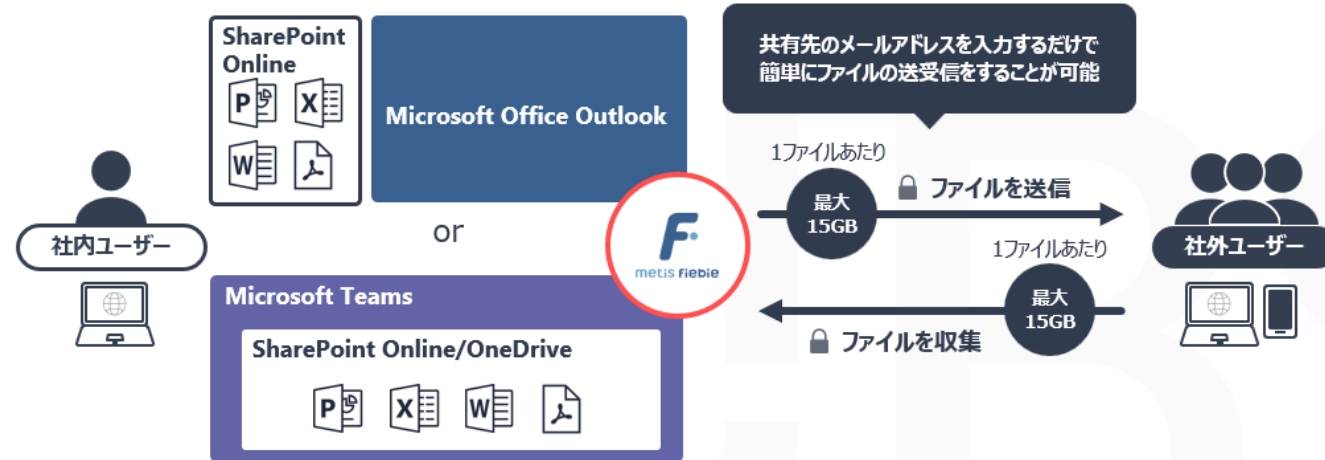 SharePoint
Online
P
X
W
Microsoft Office Outlook
共有先のメールアドレスを入力するだけで
簡単にファイルの送受信をすることが可能
1ファイルあたり
最大
15GB
ファイルを送信
社内ユーザー
or
F
metis fiebie
社外ユーザー
1ファイルあたり
最大
15GB
ファイルを収集
Microsoft Teams
SharePoint Online/OneDrive
P
X
W